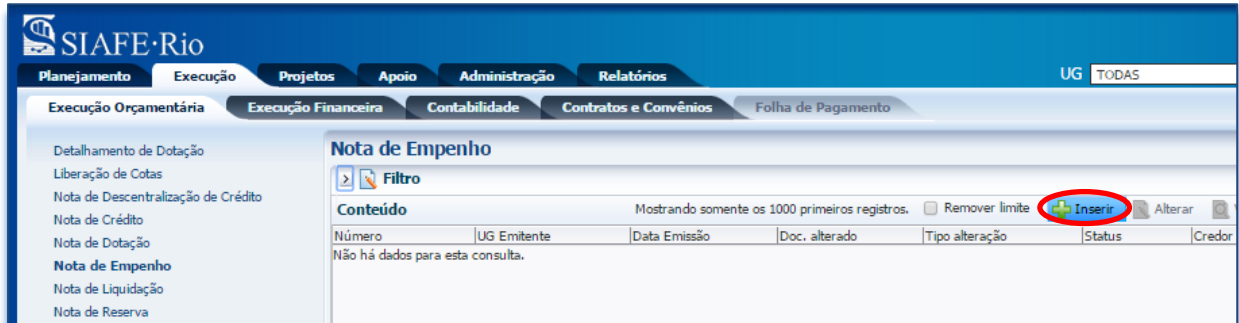 SIAFE·Rio
Planejamento Execução Projetos Apoio Administração Relatórios UG TODAS
Execução Orçamentária Execução Financeira Contabilidade Contratos e Convênios Folha de Pagamento
Detalhamento de Dotação
Liberação de Cotas
Nota de Descentralização de Crédito
Nota de Crédito
Nota de Dotação
Nota de Empenho
Nota de Liquidação
Nota de Reserva
Nota de Empenho
Filtro
Conteúdo Mostrando somente os 1000 primeiros registros. Remover limite Inserir Alterar
Número UG Emitente Data Emissão Doc. alterado Tipo alteração Status Credor
Não há dados para esta consulta.